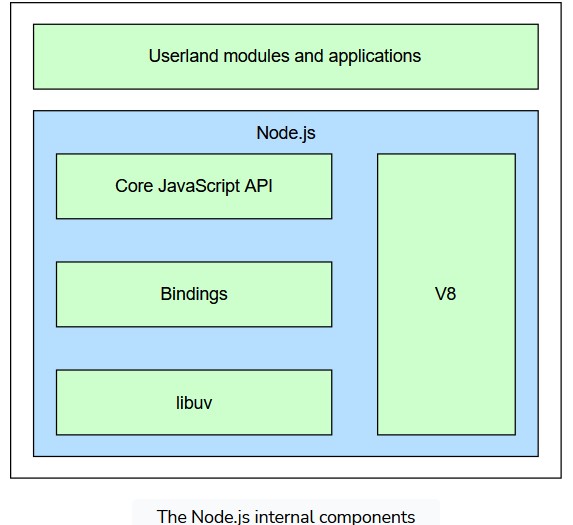 Userland modules and applications
Node.js
Core JavaScript API
Bindings
V8
libuv
The Node.js internal components